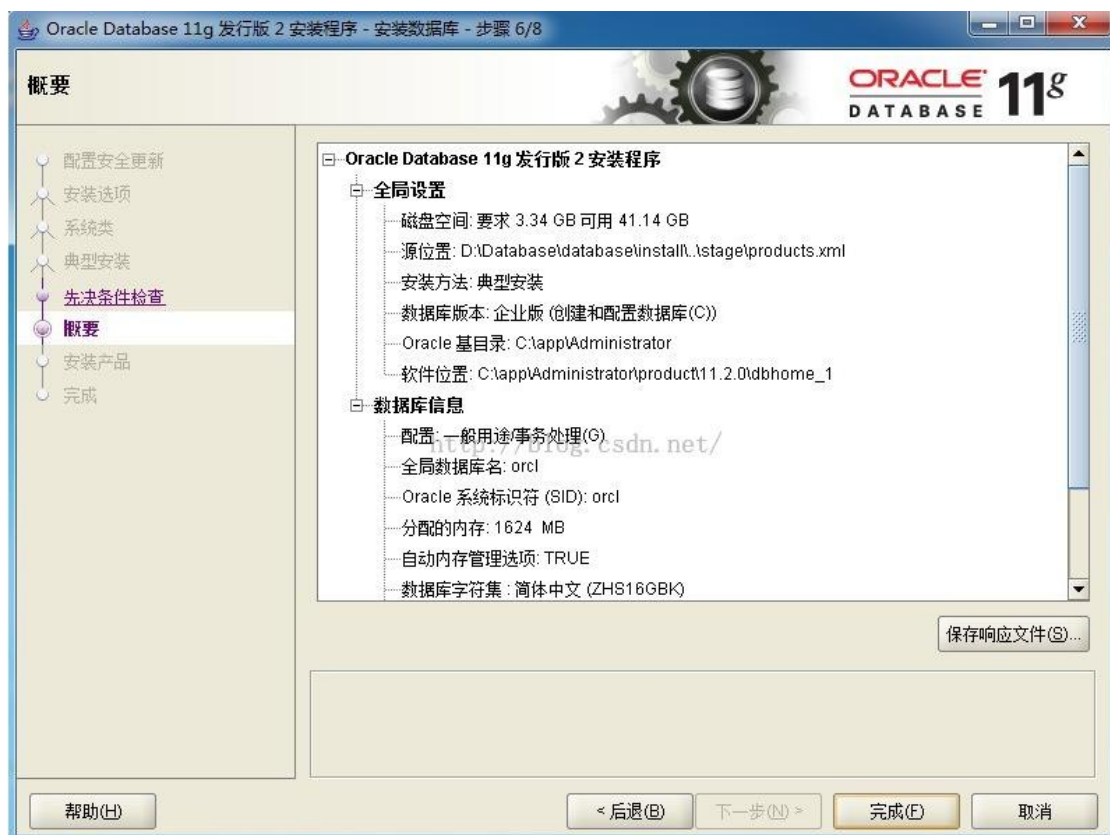 Oracle Database 11g 发行版 2 安装程序 - 安装数据库 - 步骤 6/8
概要
ORACLE
DATABASE
11g
配置安全更新
安装选项
系统类
典型安装
先决条件检查
概要
安装产品
完成
Oracle Database 11g 发行版 2 安装程序
全局设置
磁盘空间: 要求 3.34 GB 可用 41.14 GB
源位置: D:\Database\database\install\..\stage\products.xml
安装方法: 典型安装
数据库版本: 企业版 (创建和配置数据库(C))
Oracle 基目录: C:\app\Administrator
软件位置: C:\app\Administrator\product\11.2.0\dbhome_1
数据库信息
配置: 一般用途/事务处理(G)
http://blog.csdn.net/
全局数据库名: orcl
Oracle 系统标识符 (SID): orcl
分配的内存: 1624 MB
自动内存管理选项: TRUE
数据库字符集 : 简体中文 (ZHS16GBK)
保存响应文件(S)...
帮助(H)
< 后退(B)
下一步(N) >
完成(F)
取消